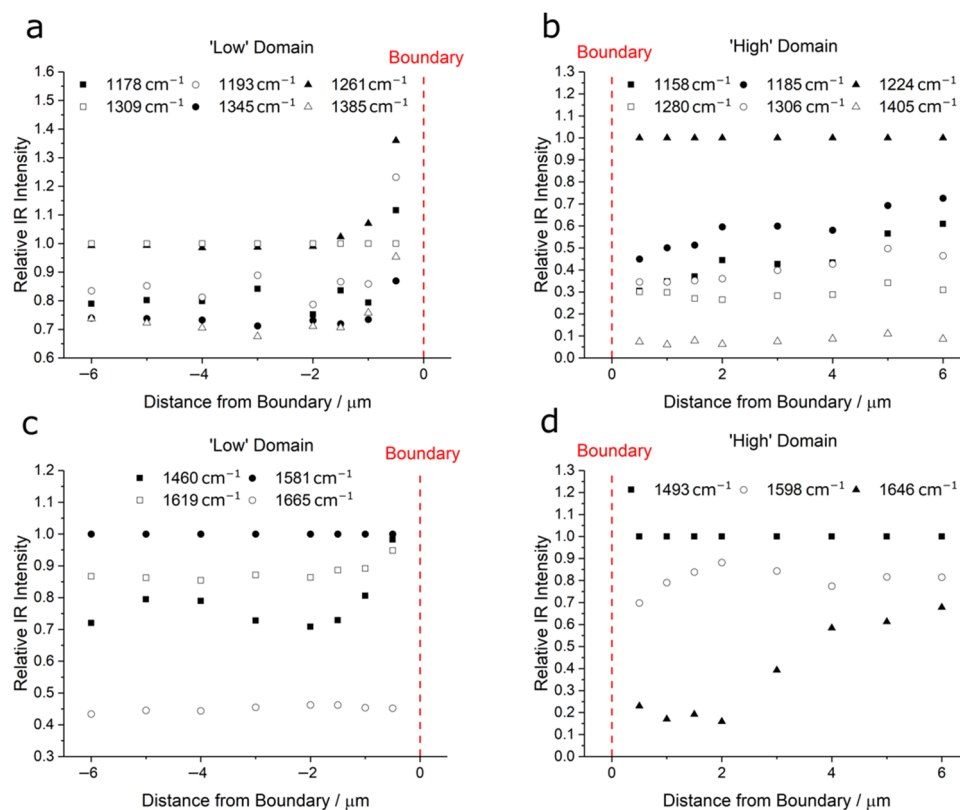 a
'Low' Domain
Boundary
1178 cm⁻¹ 1193 cm⁻¹ 1261 cm⁻¹
1309 cm⁻¹ 1345 cm⁻¹ 1385 cm⁻¹
Relative IR Intensity
1.6
1.5
1.4
1.3
1.2
1.1
1.0
0.9
0.8
0.7
0.6
−6 −4 −2 0
Distance from Boundary / μm
b
'High' Domain
Boundary
1158 cm⁻¹ 1185 cm⁻¹ 1224 cm⁻¹
1280 cm⁻¹ 1306 cm⁻¹ 1405 cm⁻¹
Relative IR Intensity
1.3
1.2
1.1
1.0
0.9
0.8
0.7
0.6
0.5
0.4
0.3
0.2
0.1
0.0
0 2 4 6
Distance from Boundary / μm
c
'Low' Domain
Boundary
1460 cm⁻¹ 1581 cm⁻¹
1619 cm⁻¹ 1665 cm⁻¹
Relative IR Intensity
1.2
1.1
1.0
0.9
0.8
0.7
0.6
0.5
0.4
0.3
−6 −4 −2 0
Distance from Boundary / μm
d
'High' Domain
Boundary
1493 cm⁻¹ 1598 cm⁻¹ 1646 cm⁻¹
Relative IR Intensity
1.3
1.2
1.1
1.0
0.9
0.8
0.7
0.6
0.5
0.4
0.3
0.2
0.1
0.0
0 2 4 6
Distance from Boundary / μm